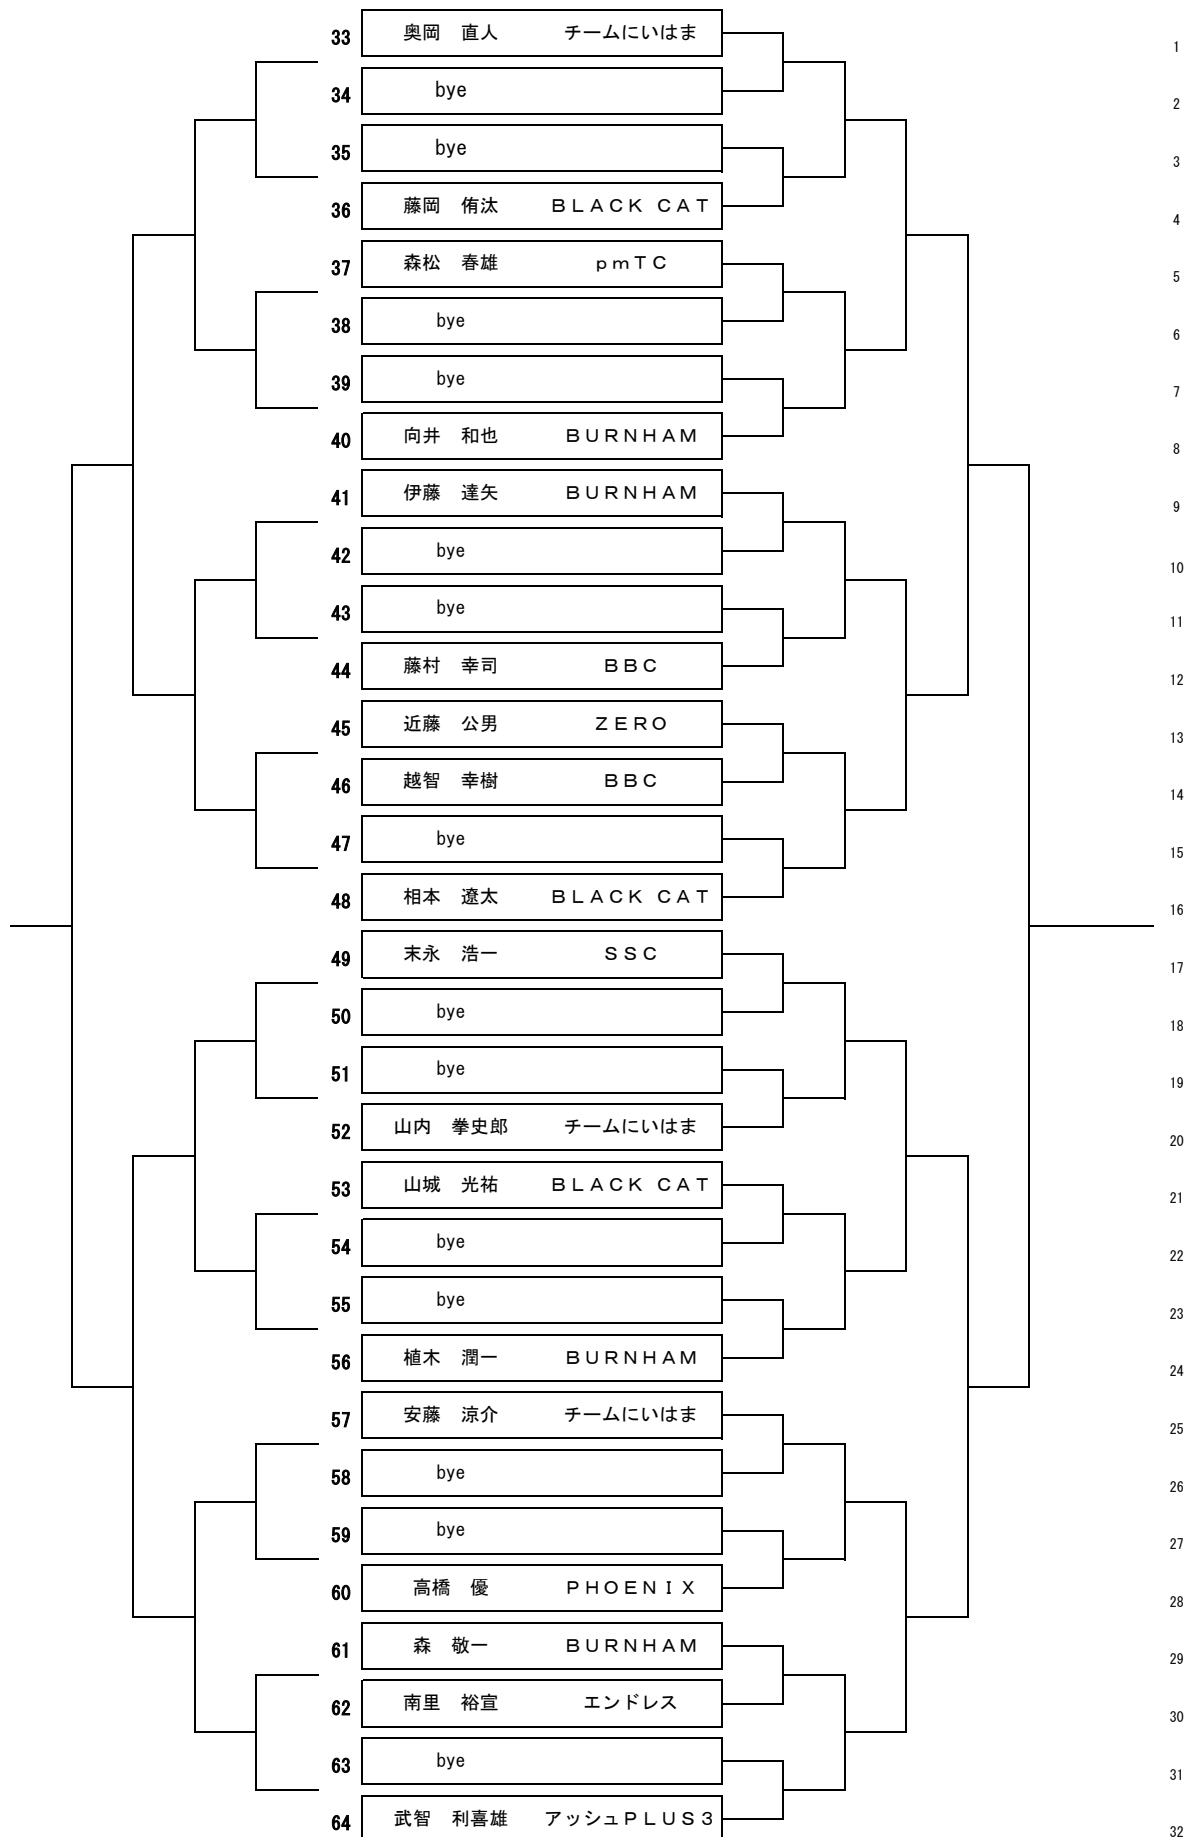 33 奥岡　直人 チームにいはま 1
34 bye 2
35 bye 3
36 藤岡　侑汰 ＢＬＡＣＫ ＣＡＴ 4
37 森松　春雄 ｐｍＴＣ 5
38 bye 6
39 bye 7
40 向井　和也 ＢＵＲＮＨＡＭ 8
41 伊藤　達矢 ＢＵＲＮＨＡＭ 9
42 bye 10
43 bye 11
44 藤村　幸司 ＢＢＣ 12
45 近藤　公男 ＺＥＲＯ 13
46 越智　幸樹 ＢＢＣ 14
47 bye 15
48 相本　遼太 ＢＬＡＣＫ ＣＡＴ 16
49 末永　浩一 ＳＳＣ 17
50 bye 18
51 bye 19
52 山内　拳史郎 チームにいはま 20
53 山城　光祐 ＢＬＡＣＫ ＣＡＴ 21
54 bye 22
55 bye 23
56 植木　潤一 ＢＵＲＮＨＡＭ 24
57 安藤　涼介 チームにいはま 25
58 bye 26
59 bye 27
60 高橋　優 ＰＨＯＥＮＩＸ 28
61 森　敬一 ＢＵＲＮＨＡＭ 29
62 南里　裕宣 エンドレス 30
63 bye 31
64 武智　利喜雄 アッシュＰＬＵＳ３ 32